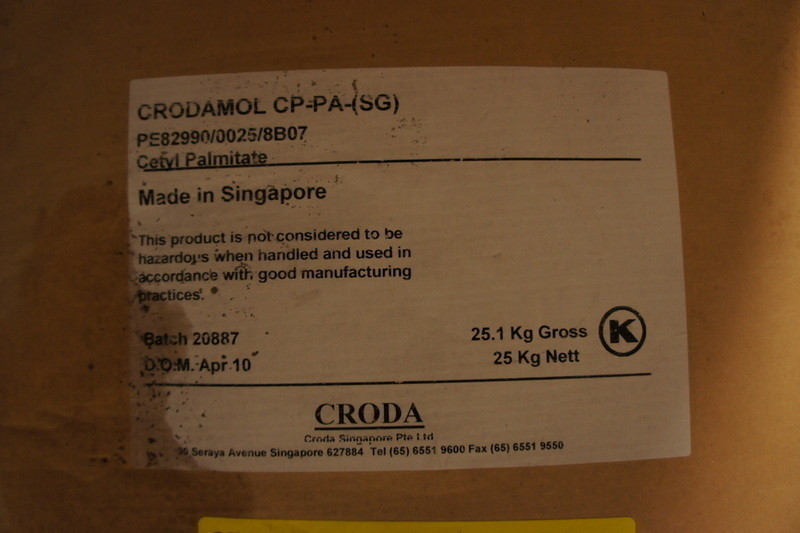 CRODAMOL CP-PA-(SG)
PE82990/0025/8B07
Cetyl Palmitate
Made in Singapore
This product is not considered to be
hazardous when handled and used in
accordance with good manufacturing
practices.
Batch 20887
D.O.M. Apr 10
25.1 Kg Gross
25 Kg Nett
K
CRODA
Croda Singapore Pte Ltd
Seraya Avenue Singapore 627884 Tel (65) 6551 9600 Fax (65) 6551 9550